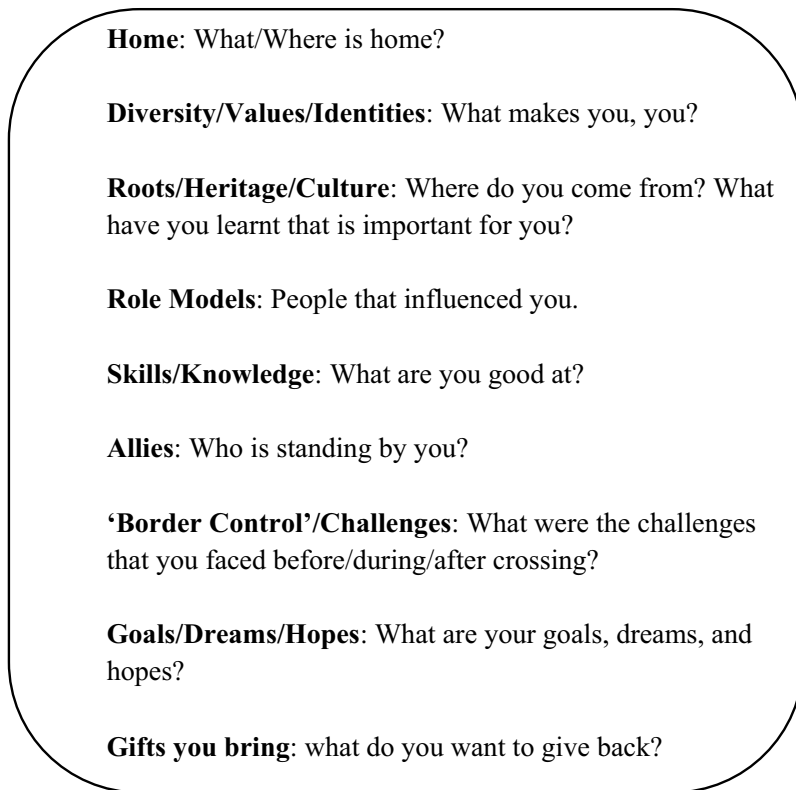 Home: What/Where is home?
Diversity/Values/Identities: What makes you, you?
Roots/Heritage/Culture: Where do you come from? What
have you learnt that is important for you?
Role Models: People that influenced you.
Skills/Knowledge: What are you good at?
Allies: Who is standing by you?
‘Border Control’/Challenges: What were the challenges
that you faced before/during/after crossing?
Goals/Dreams/Hopes: What are your goals, dreams, and
hopes?
Gifts you bring: what do you want to give back?